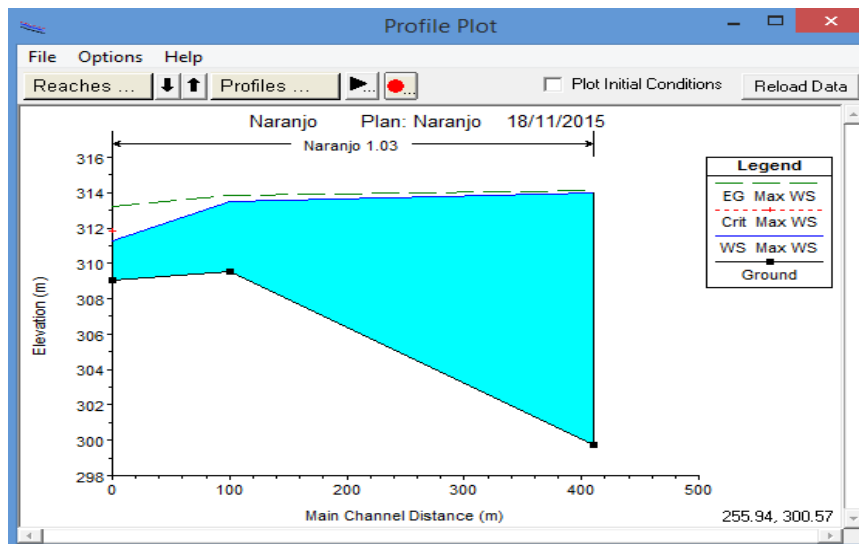 Profile Plot
File Options Help
Reaches ... Profiles ... ... ... Plot Initial Conditions Reload Data
Naranjo Plan: Naranjo 18/11/2015
Naranjo 1.03
316
314
312
310
308
306
304
302
300
298
Elevation (m)
0 100 200 300 400 500
Main Channel Distance (m)
Legend
EG Max WS
Crit Max WS
WS Max WS
Ground
255.94, 300.57